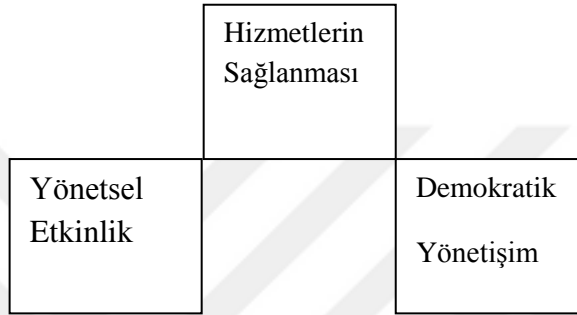 Hizmetlerin
Sağlanması
Yönetsel
Etkinlik
Demokratik
Yönetişim